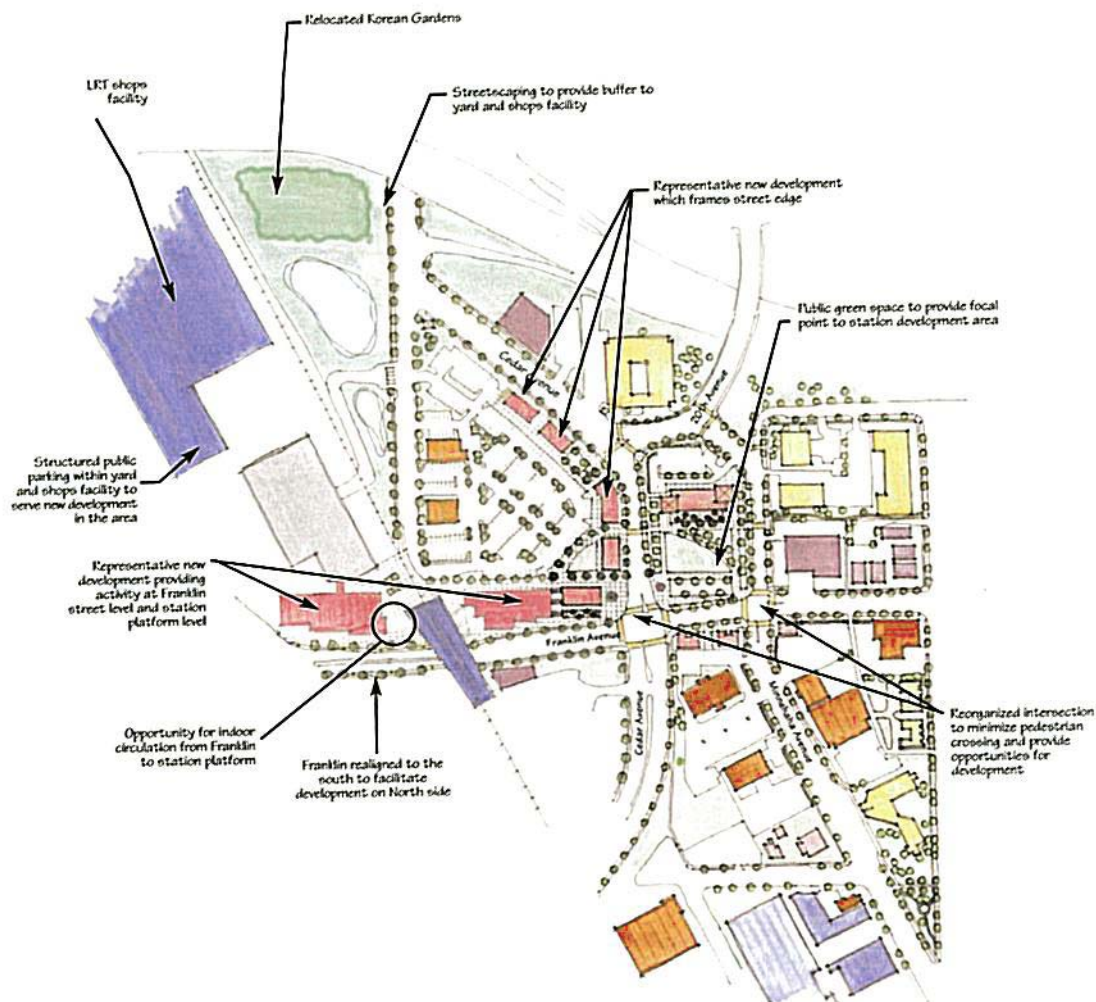 Relocated Korean Gardens
LRT shops
facility
Streetscaping to provide buffer to
yard and shops facility
Representative new development
which frames street edge
Public green space to provide focal
point to station development area
Cedar Avenue
20th Avenue
Structured public
parking within yard
and shops facility to
serve new development
in the area
Representative new
development providing
activity at Franklin
street level and station
platform level
Franklin Avenue
Cedar Avenue
Minnehaha Avenue
Reorganized intersection
to minimize pedestrian
crossing and provide
opportunities for
development
Opportunity for indoor
circulation from Franklin
to station platform
Franklin realigned to the
south to facilitate
development on North side